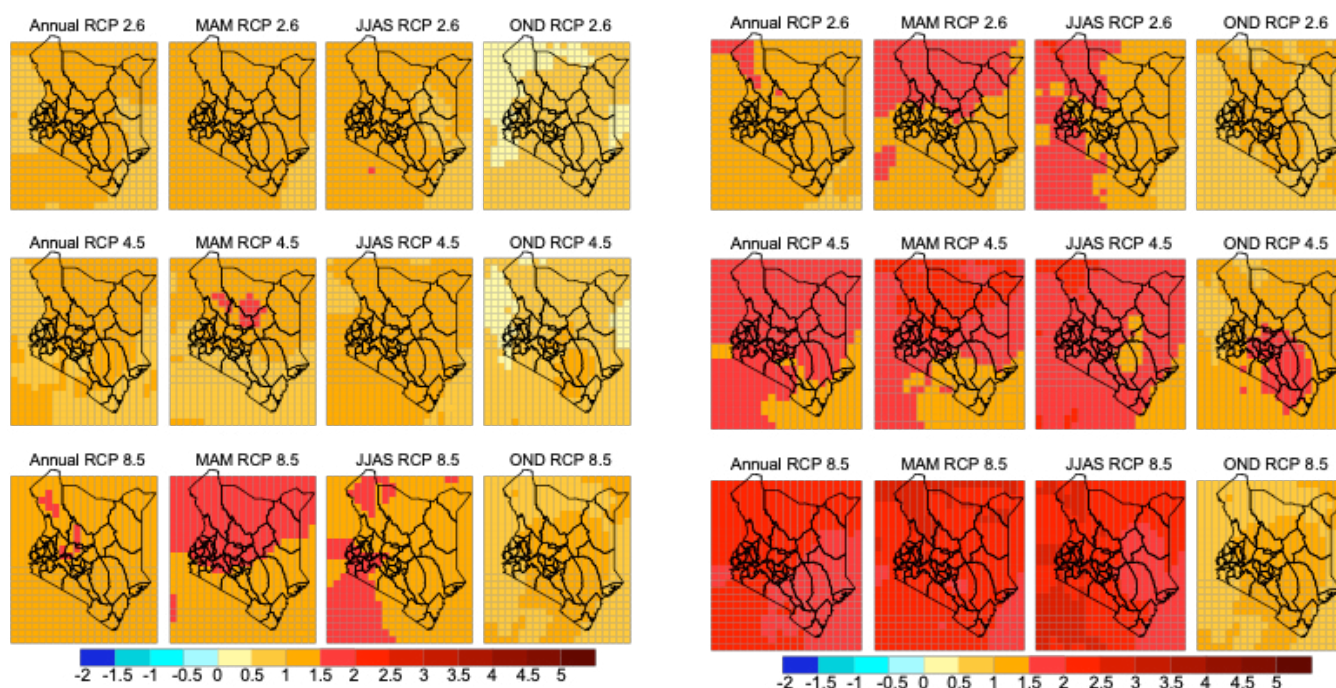 Annual RCP 2.6 MAM RCP 2.6 JJAS RCP 2.6 OND RCP 2.6
Annual RCP 4.5 MAM RCP 4.5 JJAS RCP 4.5 OND RCP 4.5
Annual RCP 8.5 MAM RCP 8.5 JJAS RCP 8.5 OND RCP 8.5
-2 -1.5 -1 -0.5 0 0.5 1 1.5 2 2.5 3 3.5 4 4.5 5
Annual RCP 2.6 MAM RCP 2.6 JJAS RCP 2.6 OND RCP 2.6
Annual RCP 4.5 MAM RCP 4.5 JJAS RCP 4.5 OND RCP 4.5
Annual RCP 8.5 MAM RCP 8.5 JJAS RCP 8.5 OND RCP 8.5
-2 -1.5 -1 -0.5 0 0.5 1 1.5 2 2.5 3 3.5 4 4.5 5